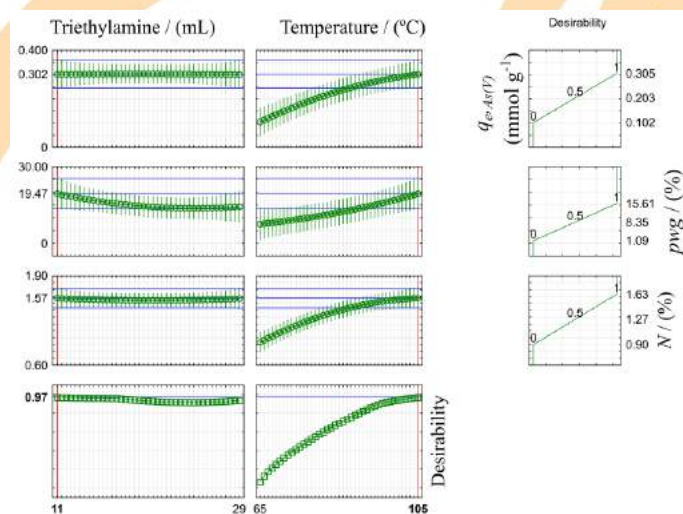 Triethylamine / (mL) Temperature / (ºC) Desirability
0.400
0.302
0
q_e, As(V)
(mmol g⁻¹)
0 0.5 1
0.305
0.203
0.102
30.00
19.47
0
0 0.5 1
15.61
8.35
1.09
pwg / (%)
1.90
1.57
0.60
0 0.5 1
1.63
1.27
0.90
N / (%)
0.97
Desirability
11 29 65 105